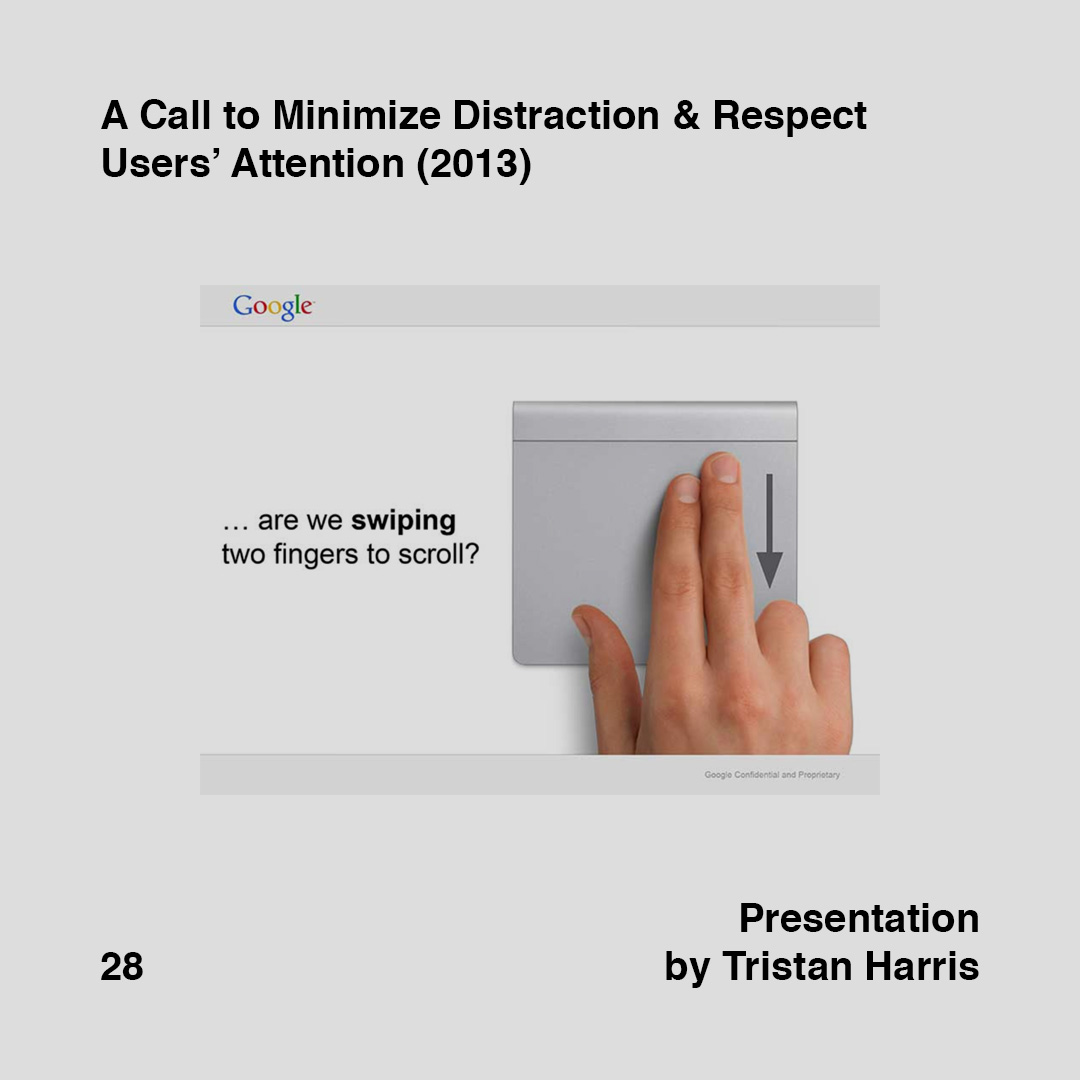 A Call to Minimize Distraction & Respect
Users’ Attention (2013)
Google
… are we swiping
two fingers to scroll?
Google Confidential and Proprietary
Presentation
28
by Tristan Harris